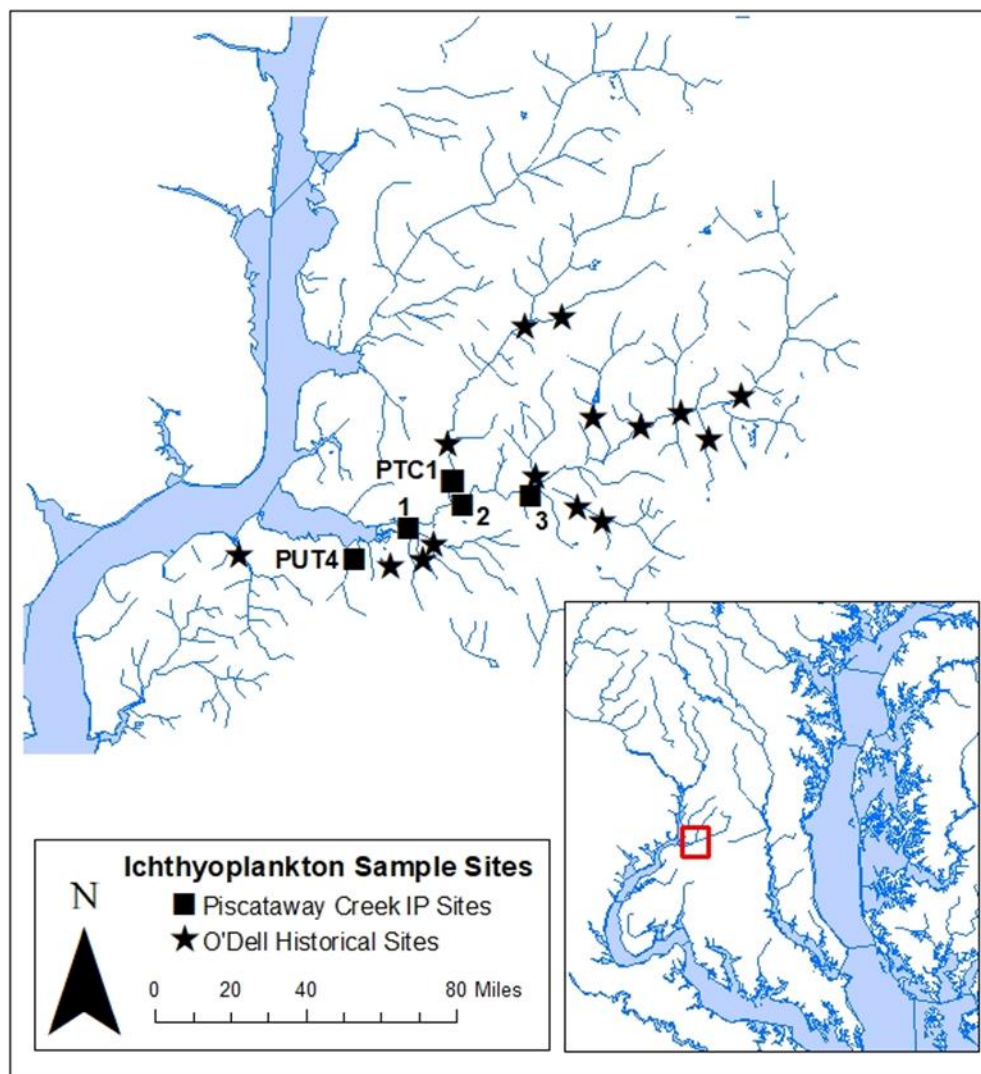 PTC1
1
2
3
PUT4
Ichthyoplankton Sample Sites
N
Piscataway Creek IP Sites
O'Dell Historical Sites
0 20 40 80 Miles